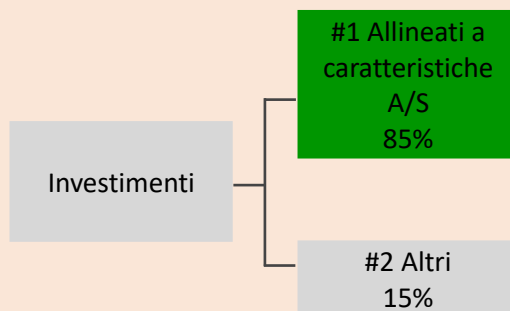 #1 Allineati a
caratteristiche
A/S
85%
Investimenti
#2 Altri
15%